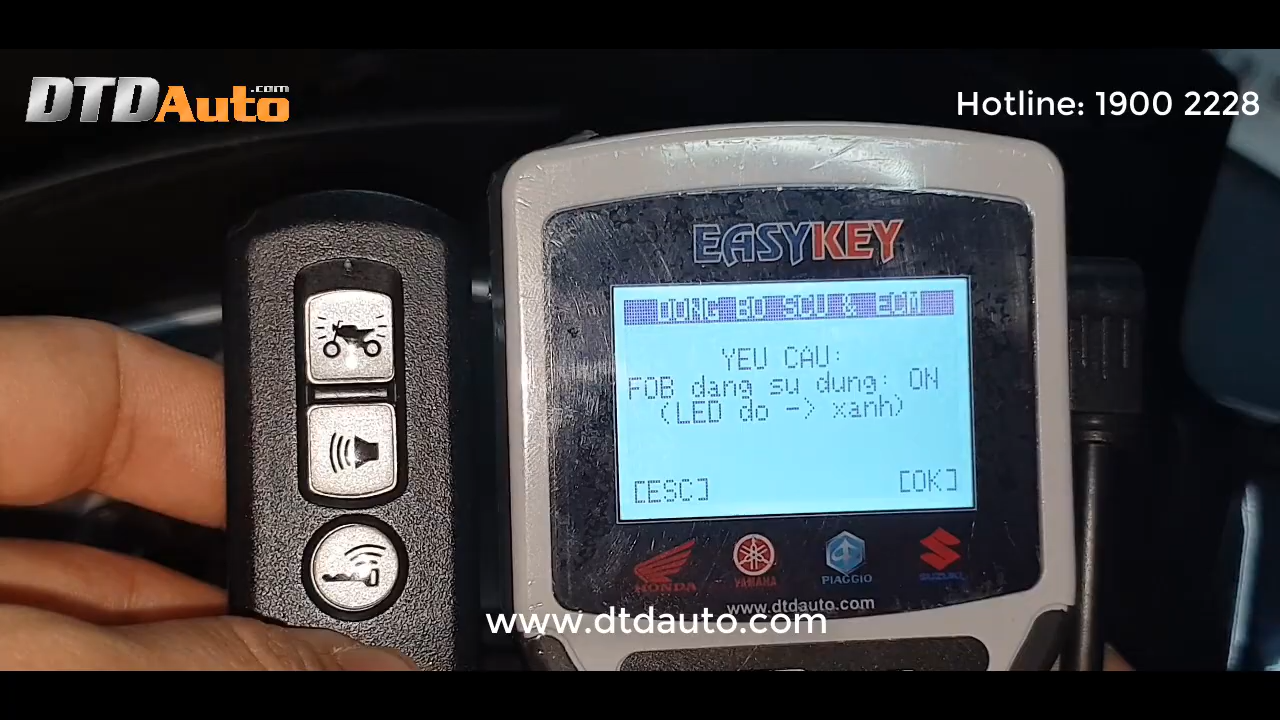 DTDAuto.com
Hotline: 1900 2228
EASYKEY
DONG BO SCU & ECM
YEU CAU:
FOB dang su dung: ON
(LED do -> xanh)
[ESC] [OK]
HONDA YAMAHA PIAGGIO SUZUKI
www.dtdauto.com
www.dtdauto.com